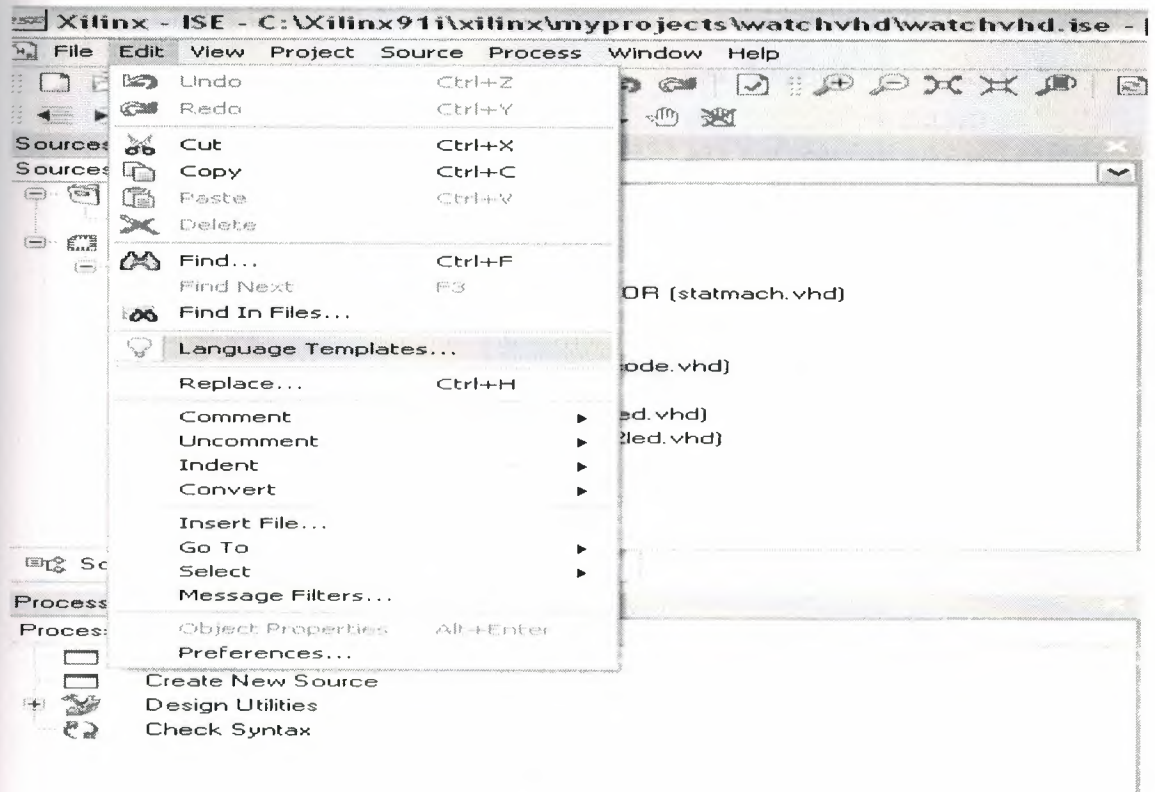 Xilinx - ISE - C:\Xilinx91i\xilinx\myprojects\watchvhd\watchvhd.ise - [
File Edit View Project Source Process Window Help
Undo Ctrl+Z
Redo Ctrl+Y
Sources
Cut Ctrl+X
Sources
Copy Ctrl+C
Paste Ctrl+V
Delete
Find... Ctrl+F
Find Next F3
OR (statmach.vhd)
Find In Files...
Language Templates...
ode.vhd)
Replace... Ctrl+H
Comment
ed.vhd)
Uncomment
led.vhd)
Indent
Convert
Insert File...
Go To
So
Select
Message Filters...
Process
Object Properties Alt+Enter
Process
Preferences...
Create New Source
Design Utilities
Check Syntax